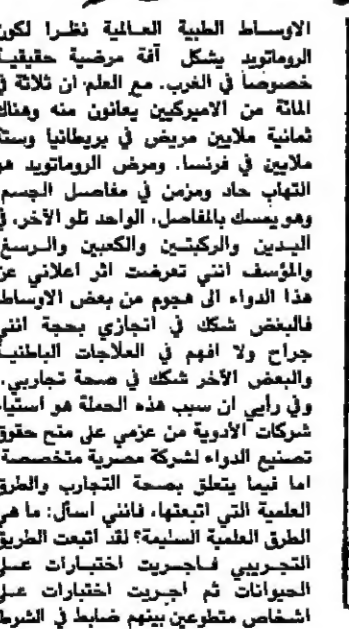 الاوساط الطبية العالمية نظرا لكون
الروماتويد يشكل آفة مرضية حقيقية
خصوصاً في الغرب. مع العلم ان ثلاثة في
المائة من الاميركيين يعانون منه وهناك
ثمانية ملايين مريض في بريطانيا وستة
ملايين في فرنسا. ومرض الروماتويد هو
التهاب حاد ومزمن في مفاصل الجسم
وهو يمسك بالمفاصل، الواحد تلو الآخر، في
اليدين والركبتين والكعبين والرسغ
والمؤسف انني تعرضت اثر اعلاني عن
هذا الدواء الى هجوم من بعض الاوساط
فالبعض شكك في انجازي بحجة انني
جراح ولا افهم في العلاجات الباطنية
والبعض الآخر شكك في صحة تجاربي.
وفي رأيي ان سبب هذه الحملة هو استياء
شركات الأدوية من عزمي على منح حقوق
تصنيع الدواء لشركة مصرية متخصصة
اما فيما يتعلق بصحة التجارب والطرق
العلمية التي اتبعتها، فانني اسأل: ما هي
الطرق العلمية السليمة؟ لقد اتبعت الطريق
التجريبي فاجريت اختبارات على
الحيوانات ثم اجريت اختبارات على
اشخاص متطوعين بينهم ضابط في الشرطة